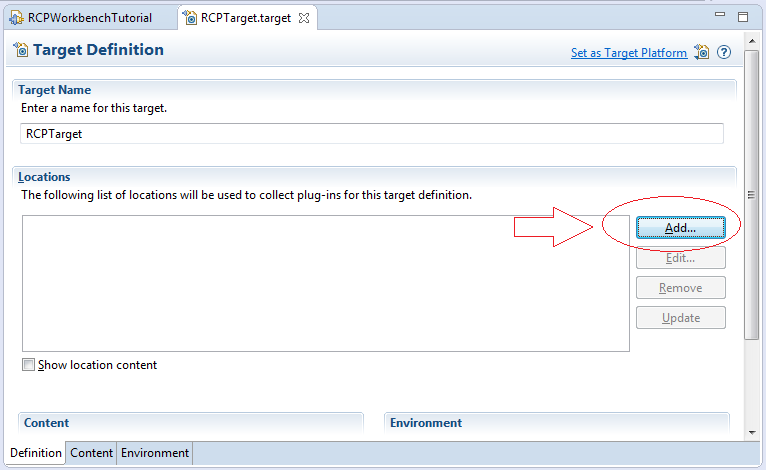 RCPWorkbenchTutorial RCPTarget.target
Target Definition Set as Target Platform
Target Name
Enter a name for this target.
RCPTarget
Locations
The following list of locations will be used to collect plug-ins for this target definition.
Add...
Edit...
Remove
Update
Show location content
Content Environment
Definition Content Environment